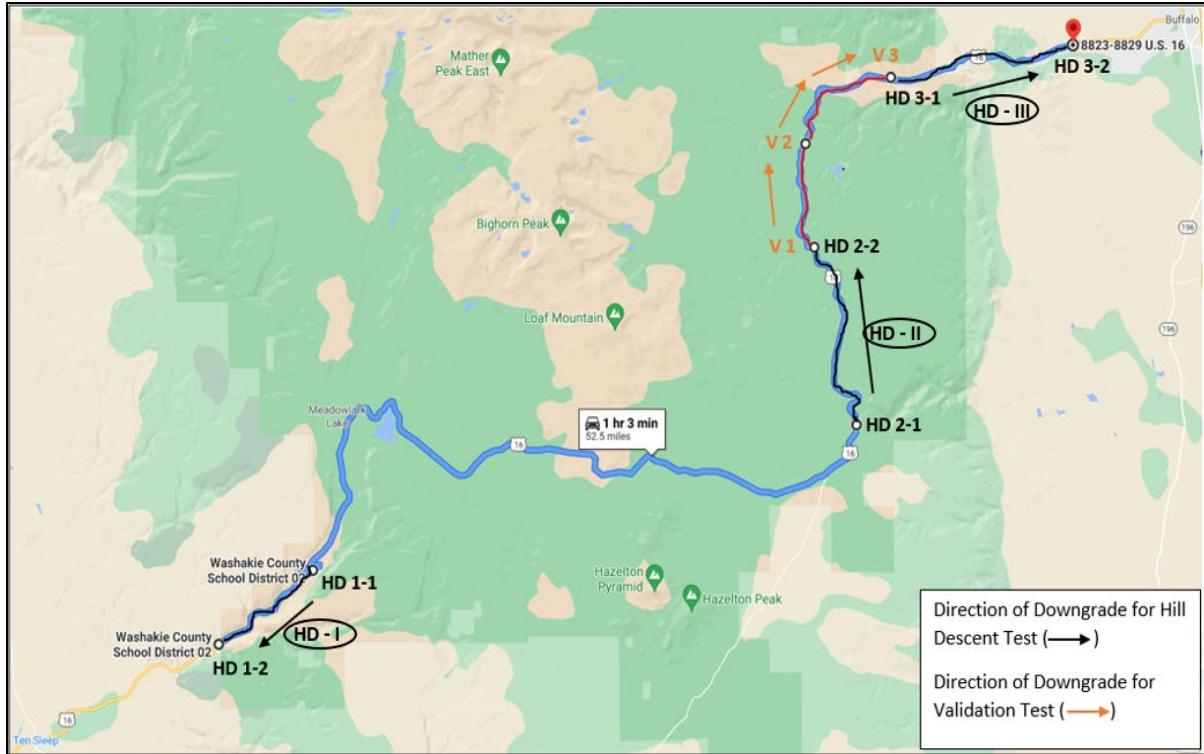 Buffalo
8823-8829 U.S. 16
HD 3-2
Mather
Peak East
V 3
16
HD 3-1
HD - III
V 2
196
Bighorn Peak
V 1
HD 2-2
16
Loaf Mountain
HD - II
196
Meadowlark
Lake
1 hr 3 min
52.5 miles
HD 2-1
16
16
Washakie County
School District 02
HD 1-1
Hazelton
Pyramid
Hazelton Peak
HD - I
Washakie County
School District 02
HD 1-2
16
Ten Sleep
Direction of Downgrade for Hill
Descent Test (→)
Direction of Downgrade for
Validation Test (→)